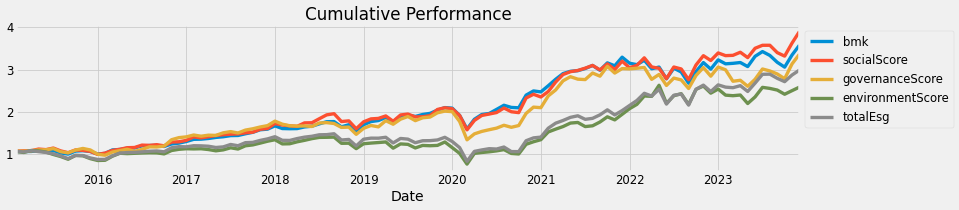 Cumulative Performance
4
3
2
1
2016 2017 2018 2019 2020 2021 2022 2023
Date
bmk
socialScore
governanceScore
environmentScore
totalEsg